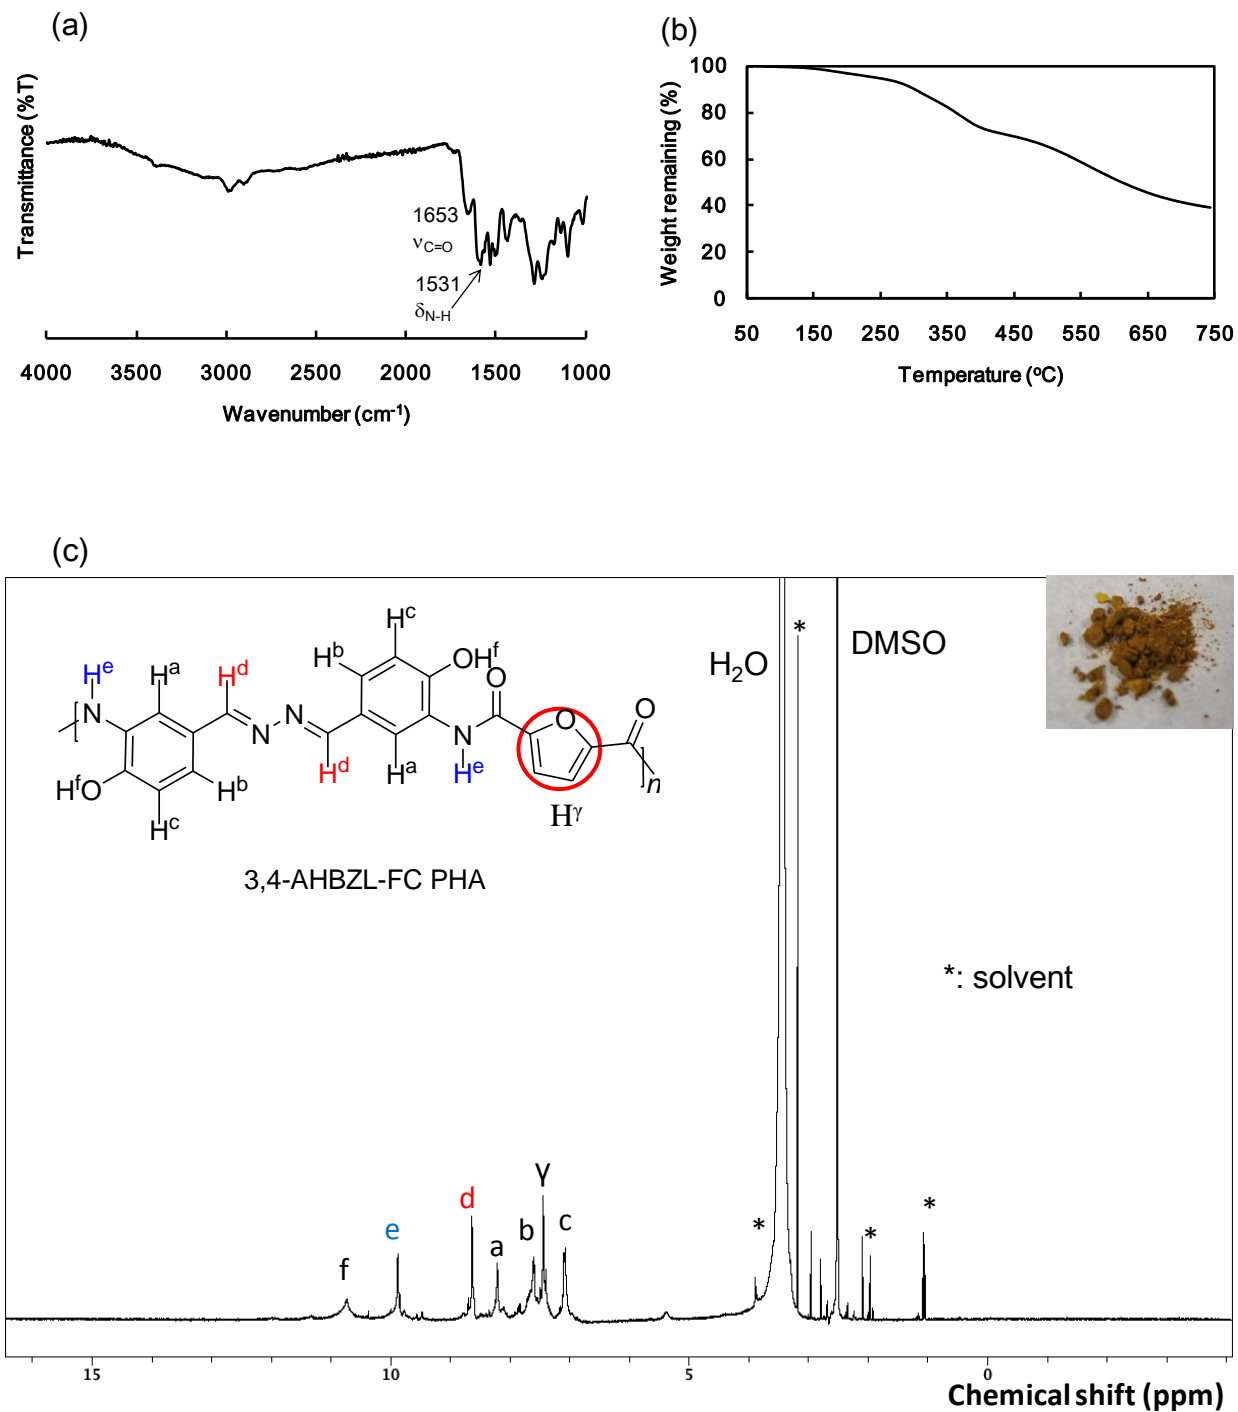 (a)
Transmittance (%T)
1653
νC=O
1531
δN-H
4000 3500 3000 2500 2000 1500 1000
Wavenumber (cm-1)
(b)
Weight remaining (%)
100
80
60
40
20
0
50 150 250 350 450 550 650 750
Temperature (ºC)
(c)
Hc
Hb
OHf
O
He
Ha
Hd
N
N
N
O
O
N
Hd
Ha
He
HfO
Hb
Hc
n
Hγ
3,4-AHBZL-FC PHA
H2O
*
DMSO
*: solvent
f
e
d
a
b
γ
c
*
*
*
15 10 5 0
Chemical shift (ppm)